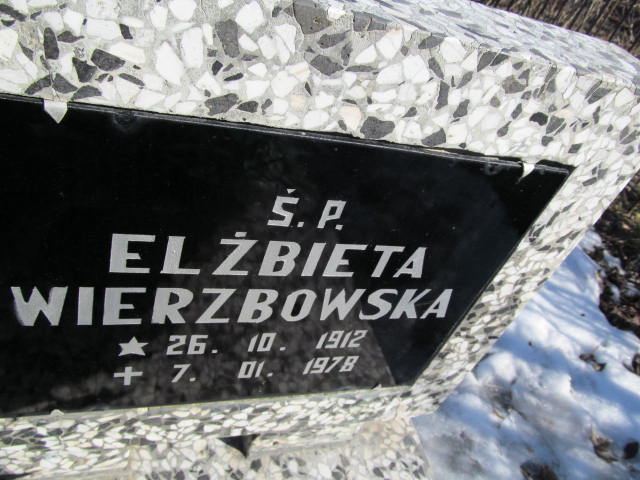 Ś.P.
ELŻBIETA
WIERZBOWSKA
★ 26. 10. 1912
+ 7. 01. 1978